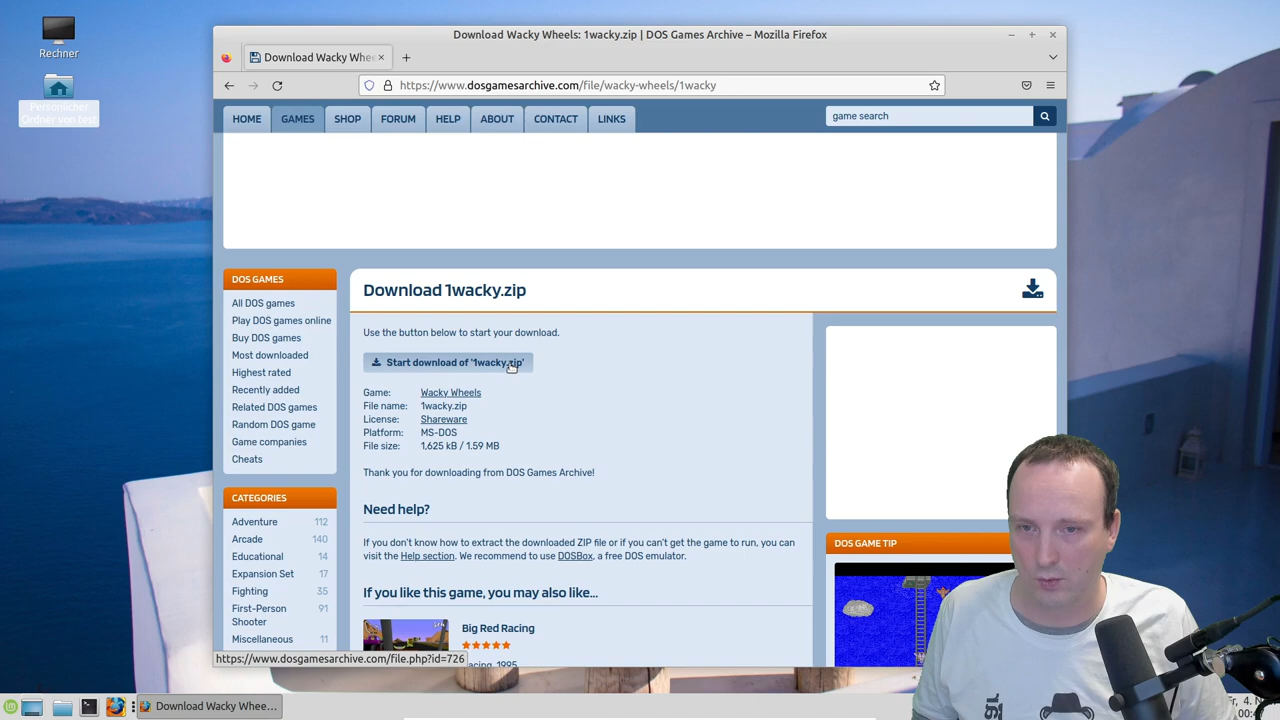 Rechner
Persönlicher
Ordner von test
Download Wacky Wheels: 1wacky.zip | DOS Games Archive – Mozilla Firefox
Download Wacky Whee
https://www.dosgamesarchive.com/file/wacky-wheels/1wacky
HOME
GAMES
SHOP
FORUM
HELP
ABOUT
CONTACT
LINKS
game search
DOS GAMES
All DOS games
Play DOS games online
Buy DOS games
Most downloaded
Highest rated
Recently added
Related DOS games
Random DOS game
Game companies
Cheats
CATEGORIES
Adventure 112
Arcade 140
Educational 14
Expansion Set 17
Fighting 35
First-Person 91
Shooter
Miscellaneous 11
Download 1wacky.zip
Use the button below to start your download.
Start download of '1wacky.zip'
Game: Wacky Wheels
File name: 1wacky.zip
License: Shareware
Platform: MS-DOS
File size: 1,625 kB / 1.59 MB
Thank you for downloading from DOS Games Archive!
Need help?
If you don't know how to extract the downloaded ZIP file or if you can't get the game to run, you can
visit the Help section. We recommend to use DOSBox, a free DOS emulator.
If you like this game, you may also like...
Big Red Racing
Racing, 1995
DOS GAME TIP
https://www.dosgamesarchive.com/file.php?id=726
Download Wacky Whee...
Fr, 4.